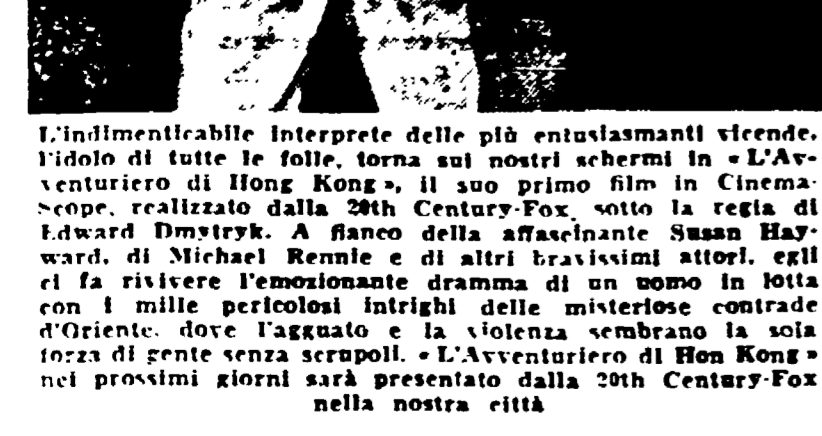 L'indimenticabile interprete delle più entusiasmanti vicende,
l'idolo di tutte le folle, torna sui nostri schermi in « L'Av-
venturiero di Hong Kong », il suo primo film in Cinema-
Scope, realizzato dalla 20th Century-Fox sotto la regia di
Edward Dmytryk. A fianco della affascinante Susan Hay-
ward, di Michael Rennie e di altri bravissimi attori, egli
ci fa rivivere l'emozionante dramma di un uomo in lotta
con i mille pericolosi intrighi delle misteriose contrade
d'Oriente, dove l'agguato e la violenza sembrano la sola
forza di gente senza scrupoli. « L'Avventuriero di Hon Kong »
nei prossimi giorni sarà presentato dalla 20th Century-Fox
nella nostra città